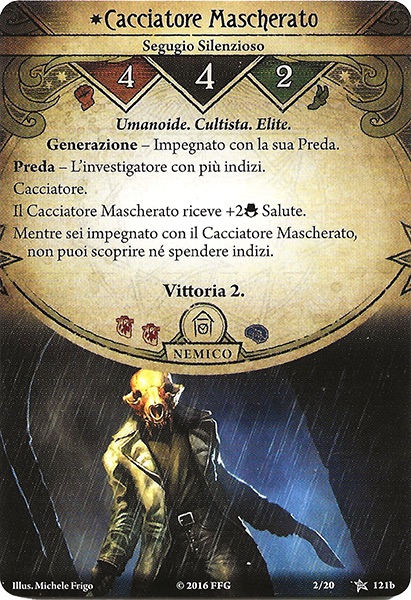 *Cacciatore Mascherato
Segugio Silenzioso
4 4 2
Umanoide. Cultista. Elite.
Generazione – Impegnato con la sua Preda.
Preda – L'investigatore con più indizi.
Cacciatore.
Il Cacciatore Mascherato riceve +2 Salute.
Mentre sei impegnato con il Cacciatore Mascherato,
non puoi scoprire né spendere indizi.
Vittoria 2.
NEMICO
Illus. Michele Frigo © 2016 FFG 2/20 121b